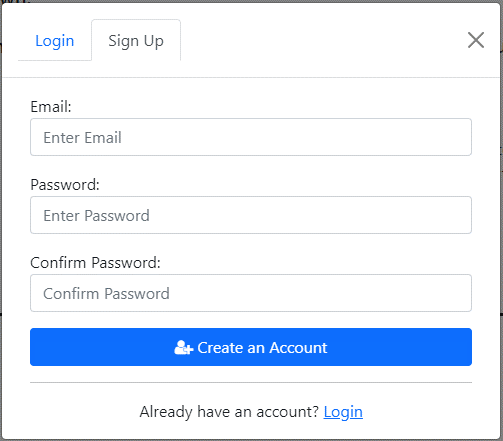 Login Sign Up
Email:
Enter Email
Password:
Enter Password
Confirm Password:
Confirm Password
Create an Account
Already have an account? Login